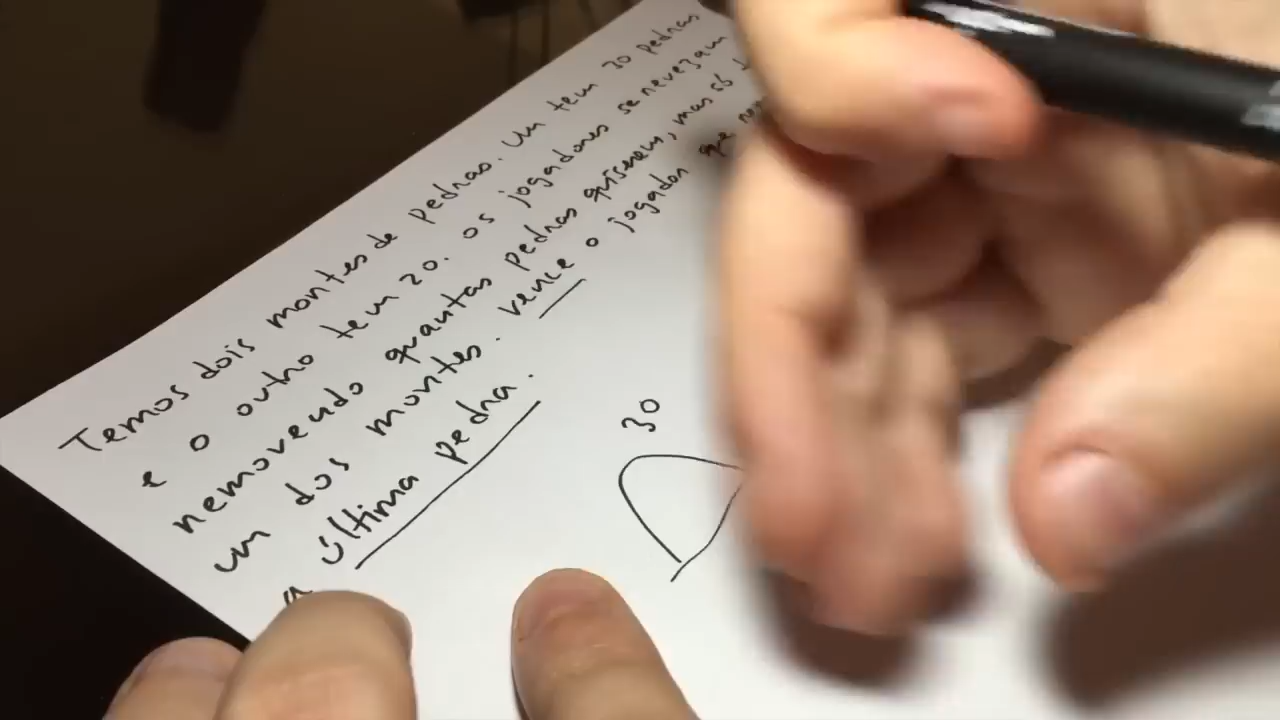 Temos dois montes de pedras. Um tem 30 pedras
e o outro tem 20. Os jogadores se revezam
removendo quantas pedras quiserem, mas só
um dos montes. Vence o jogador que
a última pedra.
30